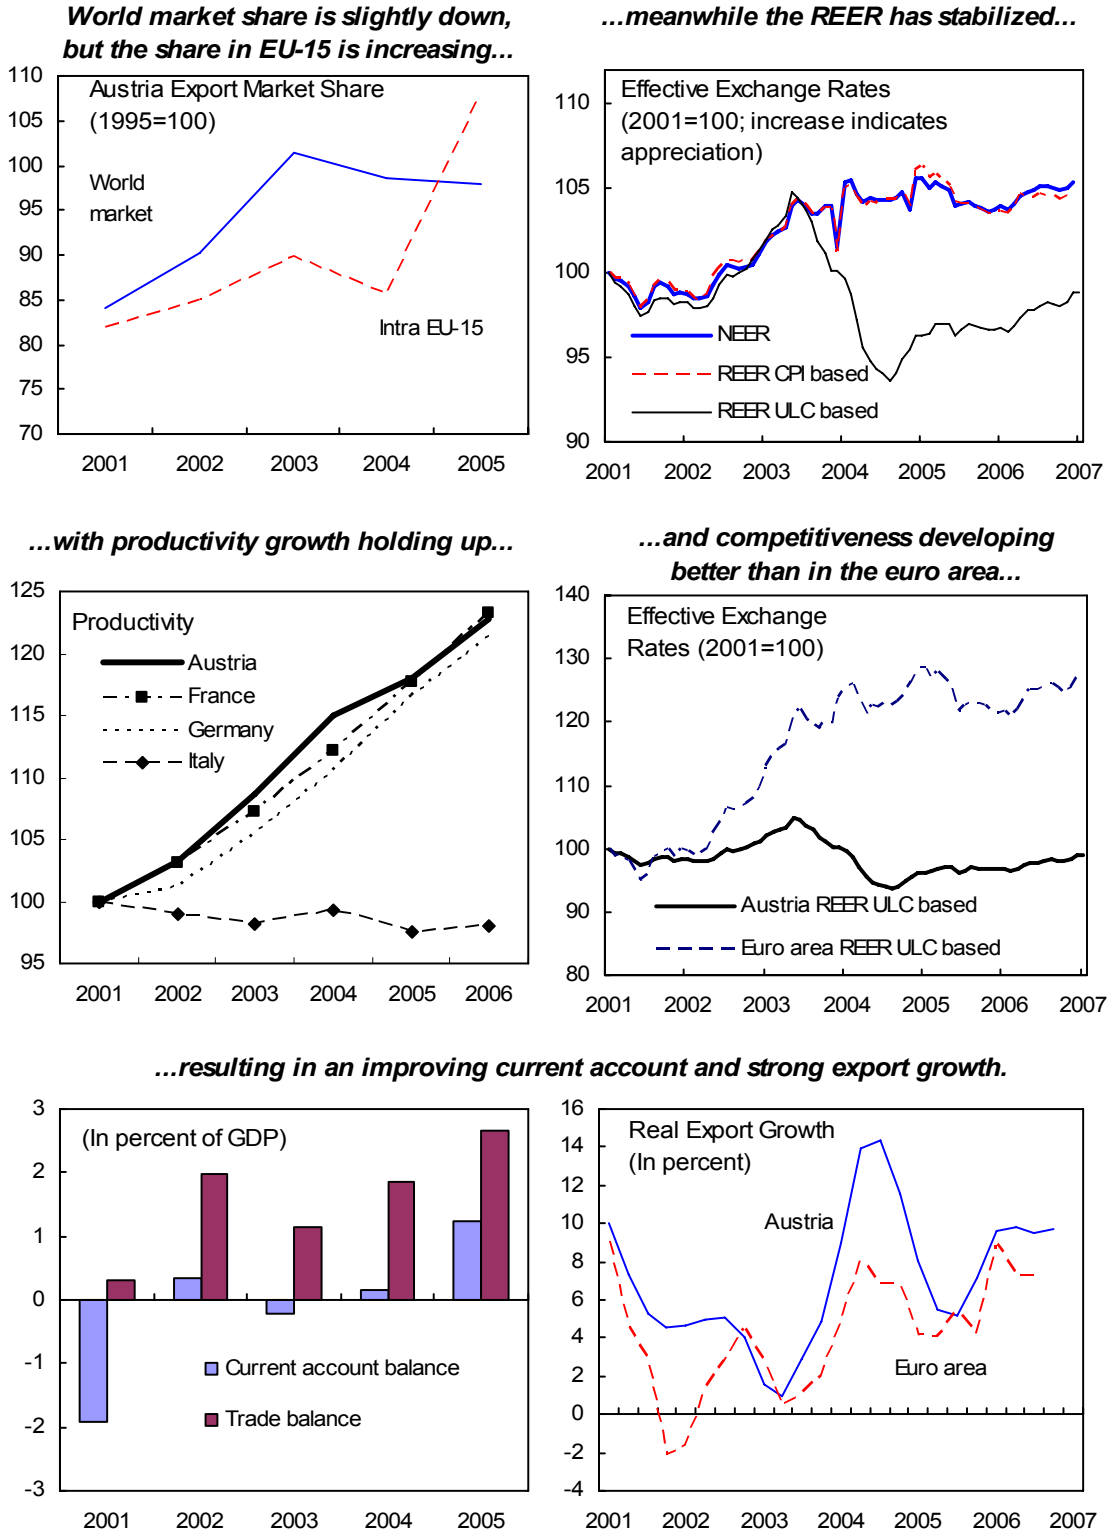 World market share is slightly down,
but the share in EU-15 is increasing...
110
105
100
95
90
85
80
75
70
Austria Export Market Share
(1995=100)
World
market
Intra EU-15
2001 2002 2003 2004 2005
...meanwhile the REER has stabilized...
110
105
100
95
90
Effective Exchange Rates
(2001=100; increase indicates
appreciation)
NEER
REER CPI based
REER ULC based
2001 2002 2003 2004 2005 2006 2007
...with productivity growth holding up...
125
120
115
110
105
100
95
Productivity
Austria
France
Germany
Italy
2001 2002 2003 2004 2005 2006
...and competitiveness developing
better than in the euro area...
140
130
120
110
100
90
80
Effective Exchange
Rates (2001=100)
Austria REER ULC based
Euro area REER ULC based
2001 2002 2003 2004 2005 2006 2007
...resulting in an improving current account and strong export growth.
3
2
1
0
-1
-2
-3
(In percent of GDP)
Current account balance
Trade balance
2001 2002 2003 2004 2005
16
14
12
10
8
6
4
2
0
-2
-4
Real Export Growth
(In percent)
Austria
Euro area
2001 2002 2003 2004 2005 2006 2007